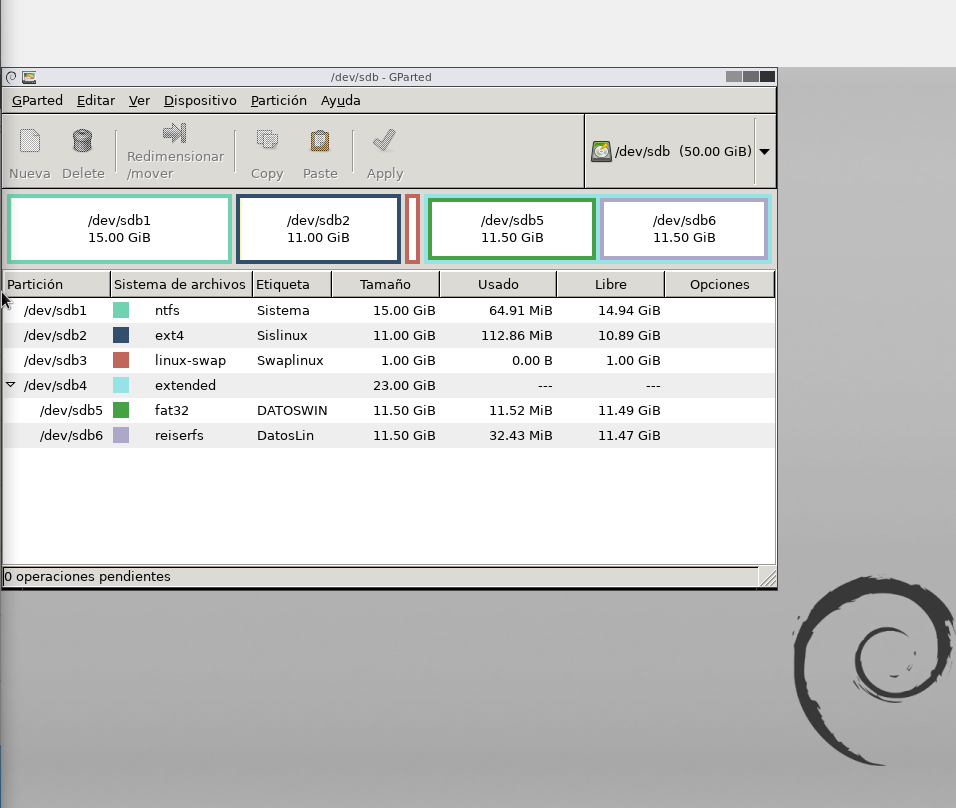 /dev/sdb - GParted
GParted Editar Ver Dispositivo Partición Ayuda
Nueva Delete Redimensionar /mover Copy Paste Apply /dev/sdb (50.00 GiB)
/dev/sdb1 /dev/sdb2 /dev/sdb5 /dev/sdb6
15.00 GiB 11.00 GiB 11.50 GiB 11.50 GiB
Partición Sistema de archivos Etiqueta Tamaño Usado Libre Opciones
/dev/sdb1 ntfs Sistema 15.00 GiB 64.91 MiB 14.94 GiB
/dev/sdb2 ext4 Sislinux 11.00 GiB 112.86 MiB 10.89 GiB
/dev/sdb3 linux-swap Swaplinux 1.00 GiB 0.00 B 1.00 GiB
/dev/sdb4 extended 23.00 GiB --- ---
/dev/sdb5 fat32 DATOSWIN 11.50 GiB 11.52 MiB 11.49 GiB
/dev/sdb6 reiserfs DatosLin 11.50 GiB 32.43 MiB 11.47 GiB
0 operaciones pendientes